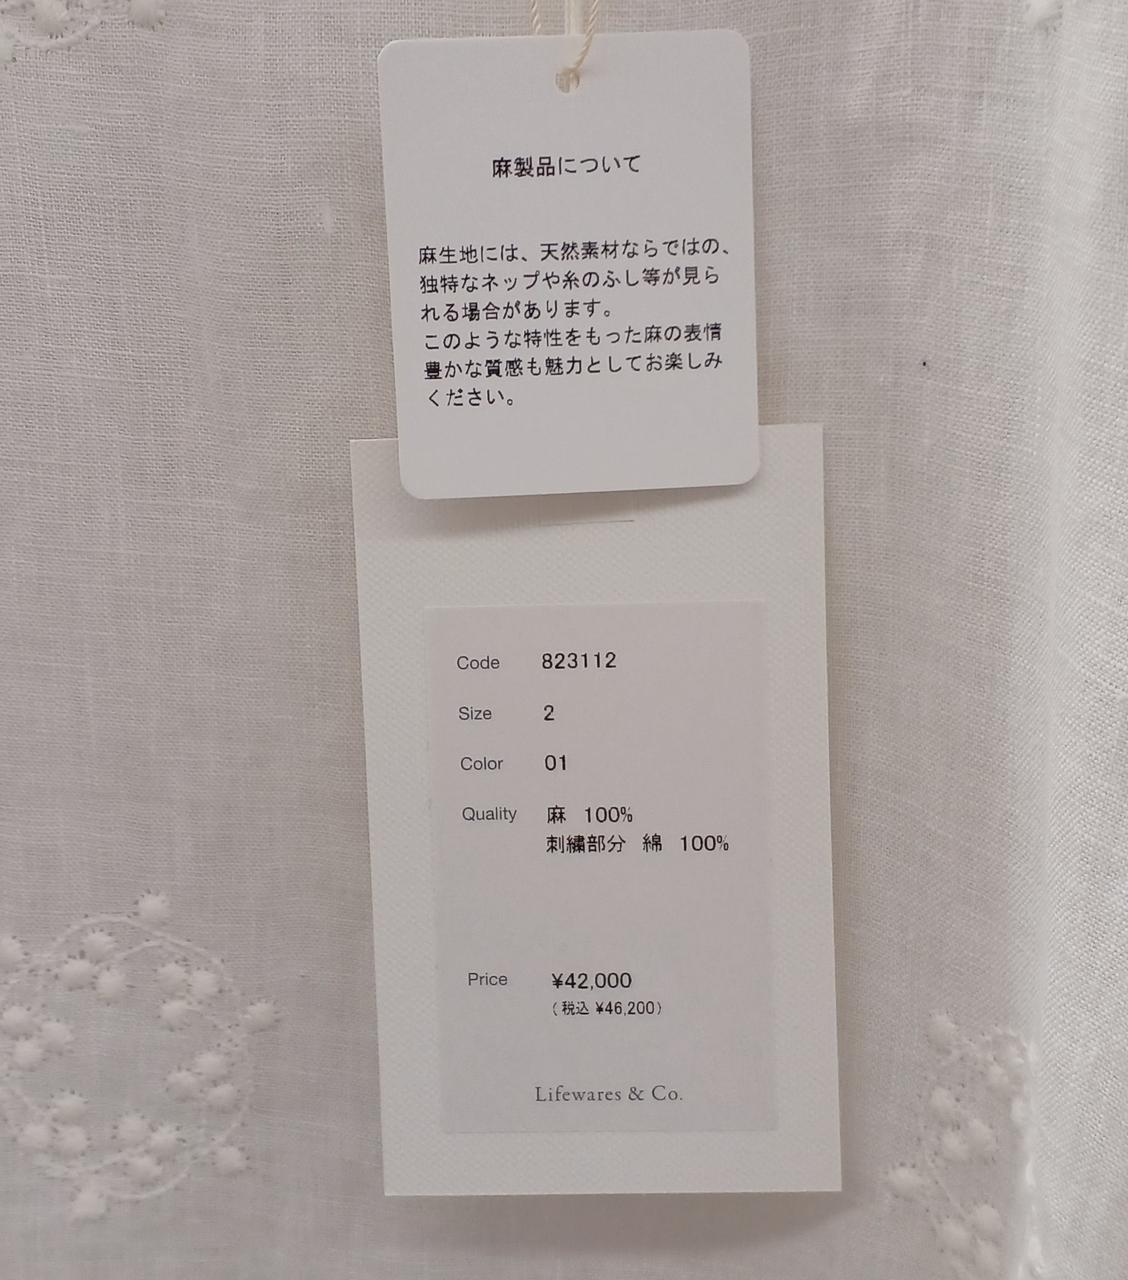 麻製品について
麻生地には、天然素材ならではの、
独特なネップや糸のふし等が見ら
れる場合があります。
このような特性をもった麻の表情
豊かな質感も魅力としてお楽しみ
ください。
Code 823112
Size 2
Color 01
Quality 麻 100%
刺繍部分 綿 100%
Price ¥42,000
(税込 ¥46,200)
Lifewares & Co.